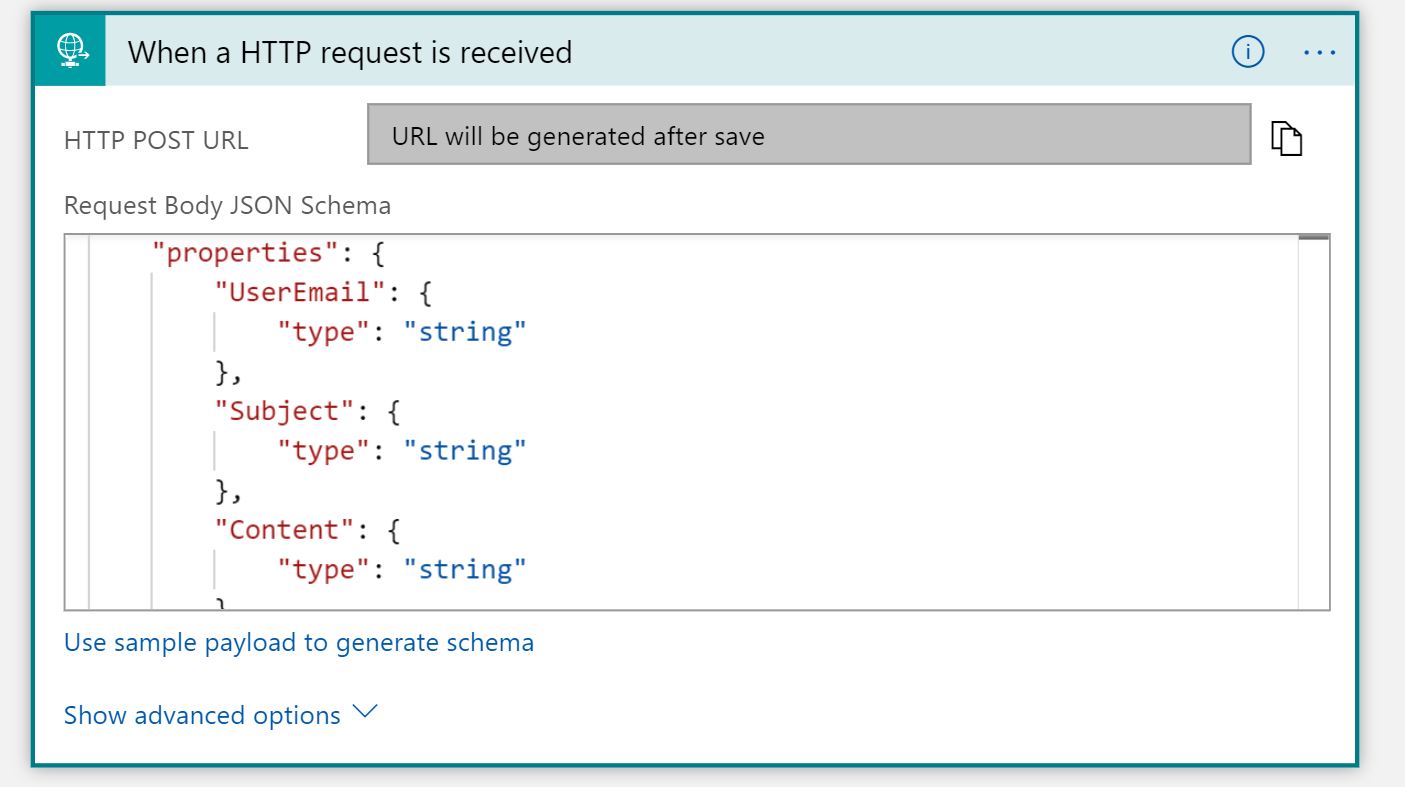 When a HTTP request is received
HTTP POST URL
URL will be generated after save
Request Body JSON Schema
"properties": {
"UserEmail": {
"type": "string"
},
"Subject": {
"type": "string"
},
"Content": {
"type": "string"
}
Use sample payload to generate schema
Show advanced options